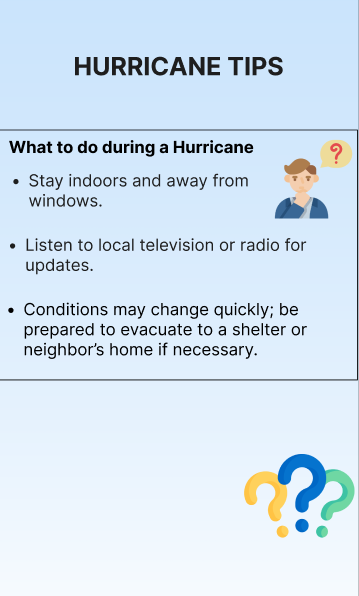 HURRICANE TIPS
What to do during a Hurricane
?
• Stay indoors and away from
windows.
• Listen to local television or radio for
updates.
• Conditions may change quickly; be
prepared to evacuate to a shelter or
neighbor's home if necessary.
???